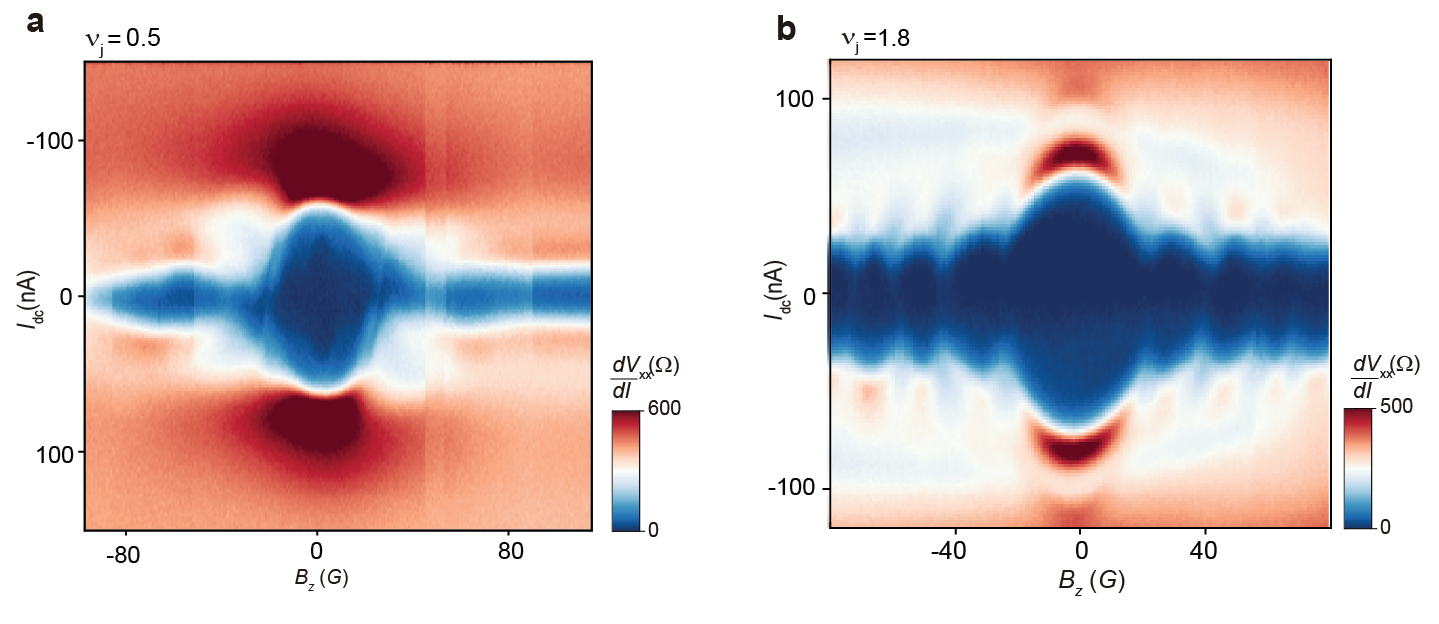 a
νj = 0.5
-100
0
100
Idc(nA)
-80
0
80
Bz (G)
dVxx(Ω)
dI
600
0
b
νj =1.8
100
0
-100
Idc(nA)
-40
0
40
Bz (G)
dVxx(Ω)
dI
500
0